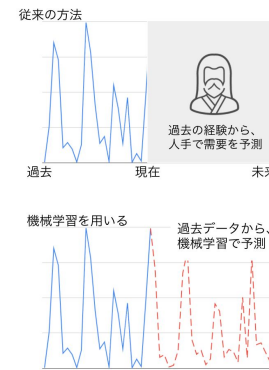 従来の方法
過去の経験から、
人手で需要を予測
過去
現在
機械学習を用いる
過去データから、
機械学習で予測